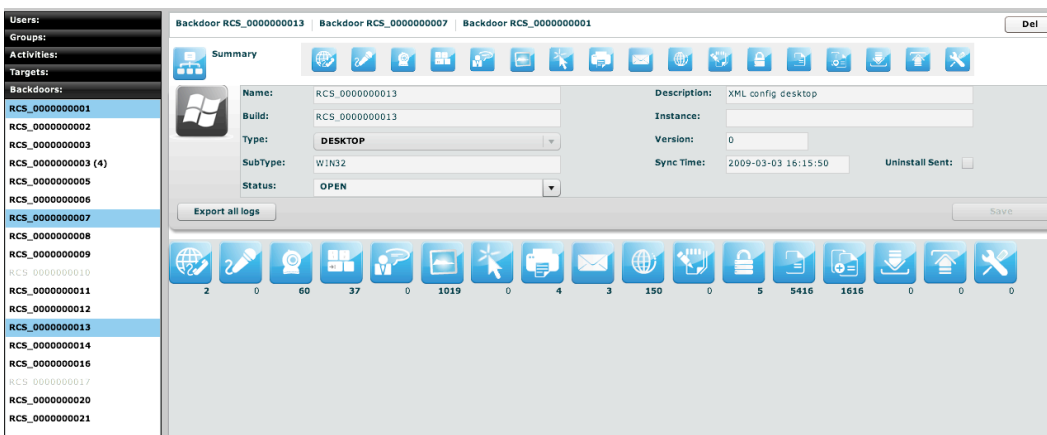 Users:
Groups:
Activities:
Targets:
Backdoors:
RCS_0000000001
RCS_0000000002
RCS_0000000003
RCS_0000000003 (4)
RCS_0000000005
RCS_0000000006
RCS_0000000007
RCS_0000000008
RCS_0000000009
RCS_0000000010
RCS_0000000011
RCS_0000000012
RCS_0000000013
RCS_0000000014
RCS_0000000016
RCS_0000000017
RCS_0000000020
RCS_0000000021
Backdoor RCS_0000000013 Backdoor RCS_0000000007 Backdoor RCS_0000000001
Del
Summary
Name: RCS_0000000013 Description: XML config desktop
Build: RCS_0000000013 Instance:
Type: DESKTOP Version: 0
SubType: WIN32 Sync Time: 2009-03-03 16:15:50 Uninstall Sent:
Status: OPEN
Export all logs Save
2 0 60 37 0 1019 0 4 3 150 0 5 5416 1616 0 0 0